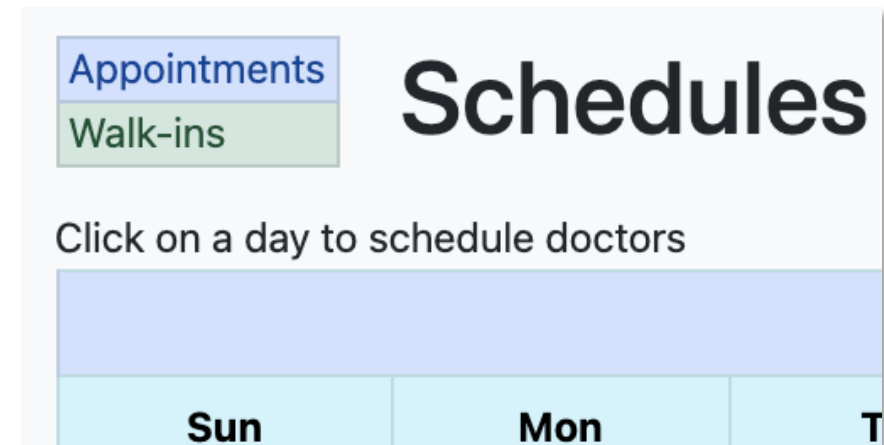 Appointments
Walk-ins
Schedules
Click on a day to schedule doctors
Sun Mon T